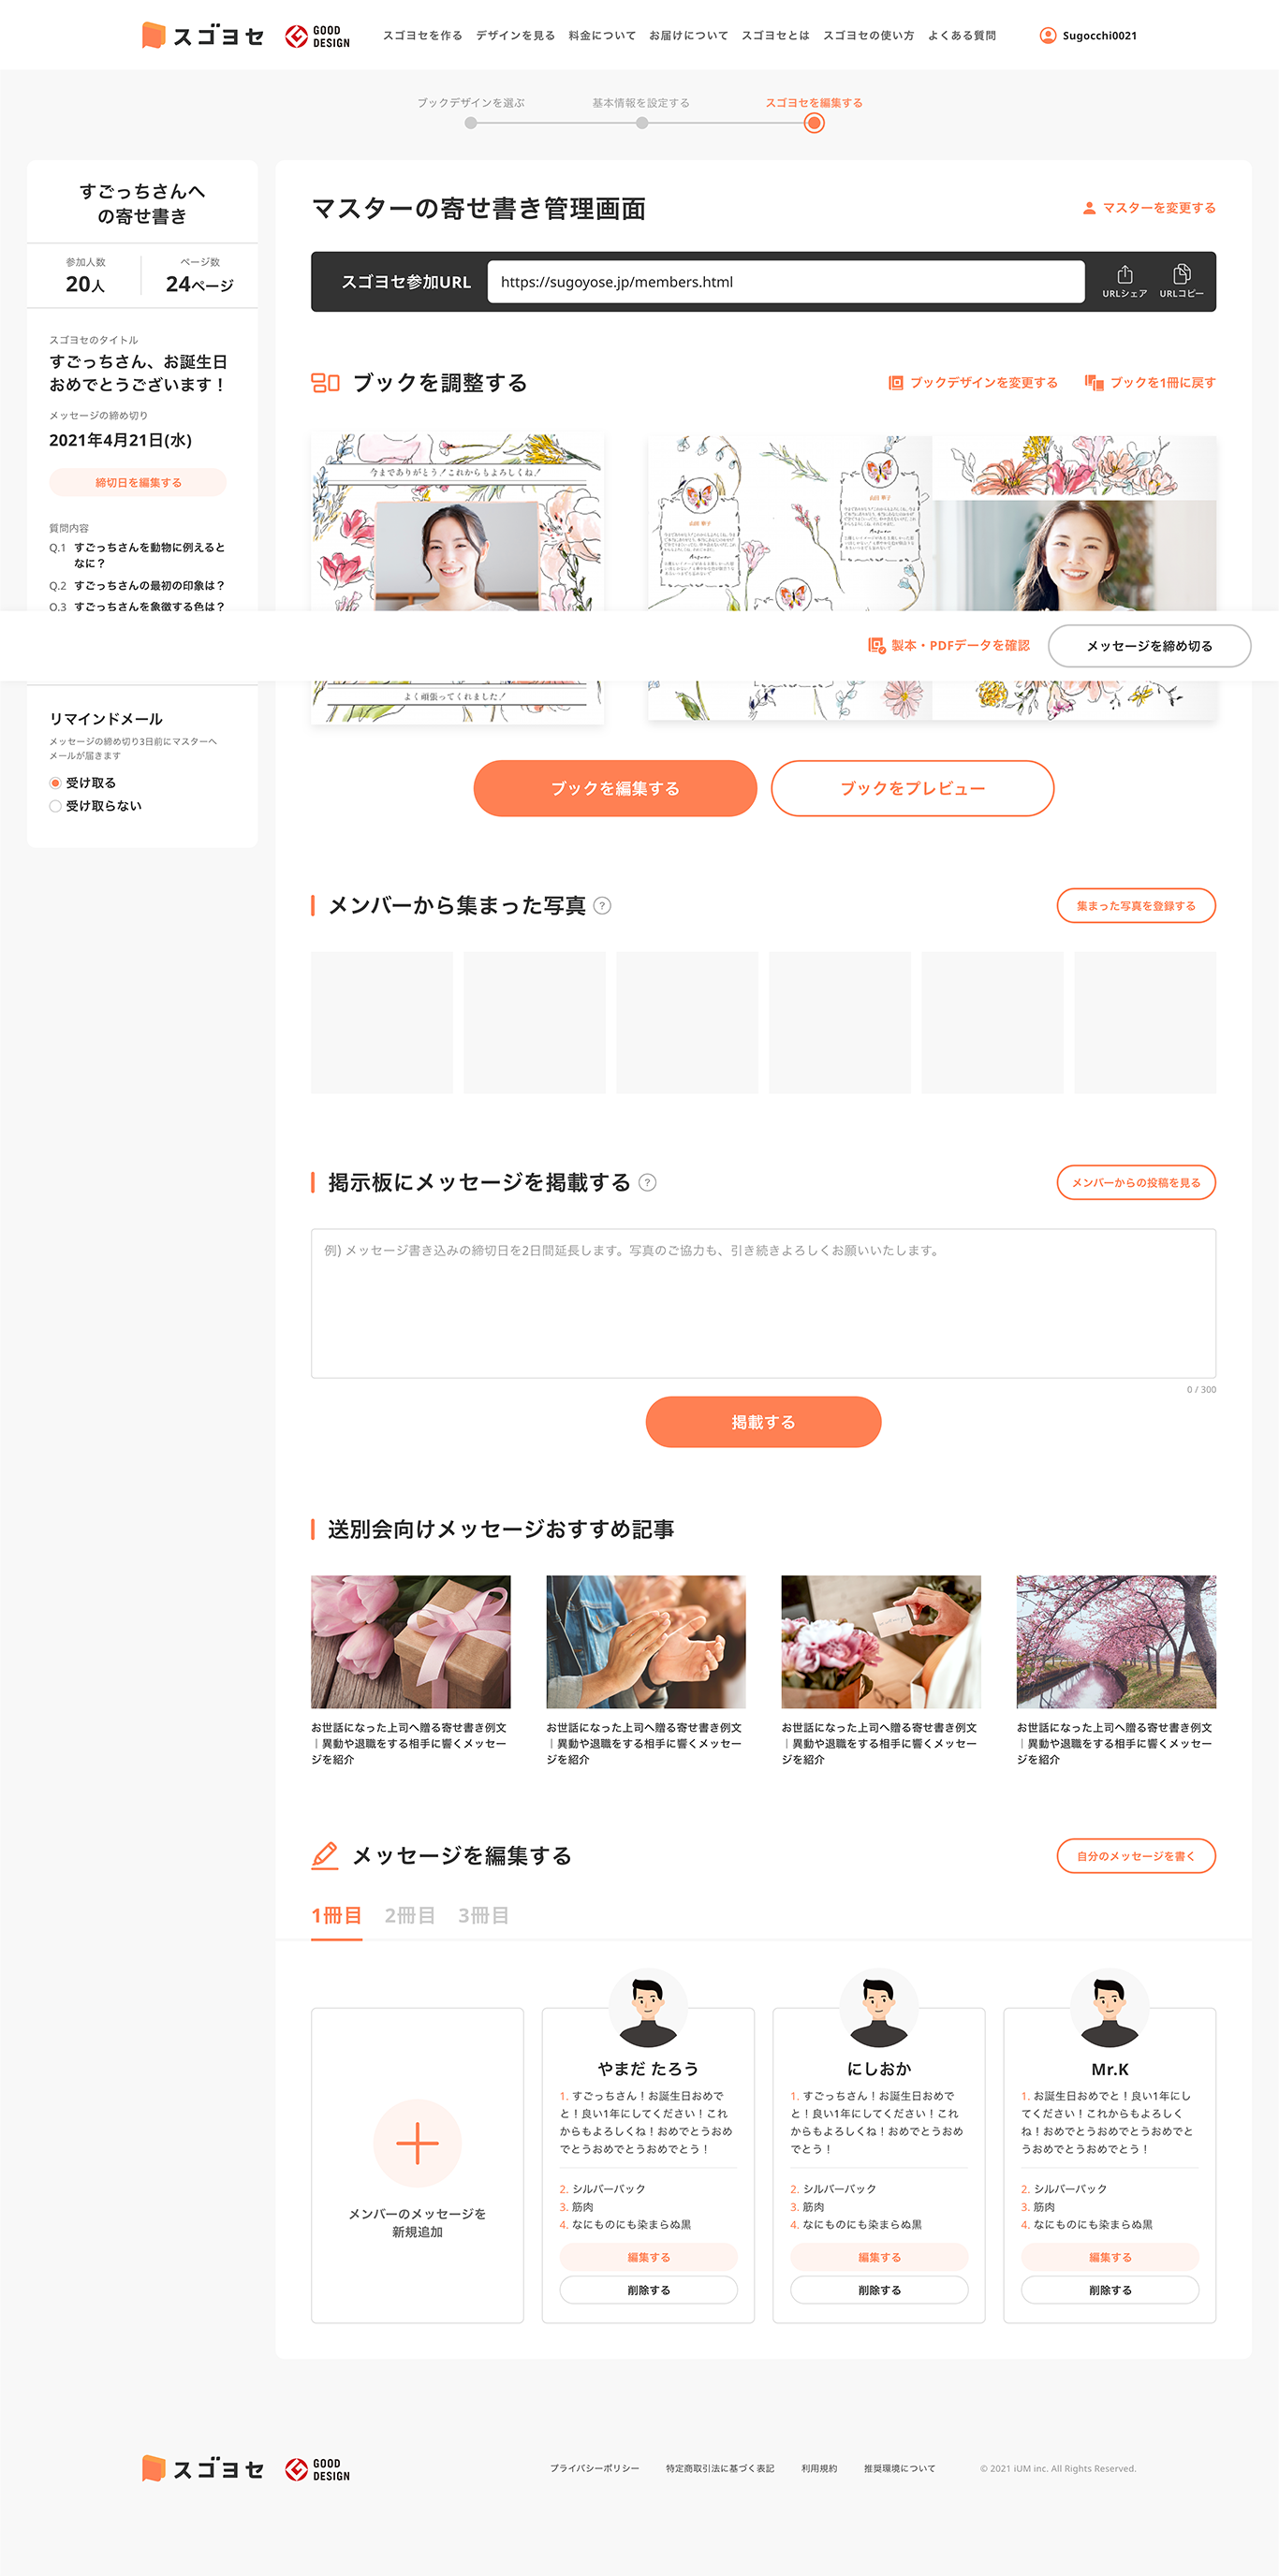 スゴヨセ
GOOD
DESIGN
スゴヨセを作る デザインを見る 料金について お届けについて スゴヨセとは スゴヨセの使い方 よくある質問
Sugocchi0021
ブックデザインを選ぶ
基本情報を設定する
スゴヨセを編集する
すごっちさんへ
の寄せ書き
参加人数
20人
ページ数
24ページ
スゴヨセのタイトル
すごっちさん、お誕生日
おめでとうございます！
メッセージの締め切り
2021年4月21日(水)
締切日を編集する
質問内容
Q.1 すごっちさんを動物に例えると
なに？
Q.2 すごっちさんの最初の印象は？
Q.3 すごっちさんを象徴する色は？
リマインドメール
メッセージの締め切り3日前にマスターへ
メールが届きます
受け取る
受け取らない
マスターの寄せ書き管理画面
マスターを変更する
スゴヨセ参加URL
https://sugoyose.jp/members.html
URLシェア
URLコピー
ブックを調整する
ブックデザインを変更する
ブックを1冊に戻す
今までありがとう！これからもよろしくね！
製本・PDFデータを確認
メッセージを締め切る
よく頑張ってくれました！
ブックを編集する
ブックをプレビュー
メンバーから集まった写真
?
集まった写真を登録する
掲示板にメッセージを掲載する
?
メンバーからの投稿を見る
例) メッセージ書き込みの締切日を2日間延長します。写真のご協力も、引き続きよろしくお願いいたします。
0 / 300
掲載する
送別会向けメッセージおすすめ記事
お世話になった上司へ贈る寄せ書き例文
｜異動や退職をする相手に響くメッセー
ジを紹介
お世話になった上司へ贈る寄せ書き例文
｜異動や退職をする相手に響くメッセー
ジを紹介
お世話になった上司へ贈る寄せ書き例文
｜異動や退職をする相手に響くメッセー
ジを紹介
お世話になった上司へ贈る寄せ書き例文
｜異動や退職をする相手に響くメッセー
ジを紹介
メッセージを編集する
自分のメッセージを書く
1冊目 2冊目 3冊目
メンバーのメッセージを
新規追加
やまだ たろう
1. すごっちさん！お誕生日おめで
と！良い1年にしてください！これ
からもよろしくね！おめでとうおめ
でとうおめでとうおめでとう！
2. シルバーバック
3. 筋肉
4. なにものにも染まらぬ黒
編集する
削除する
にしおか
1. すごっちさん！お誕生日おめで
と！良い1年にしてください！これ
からもよろしくね！おめでとうおめ
でとう！
2. シルバーバック
3. 筋肉
4. なにものにも染まらぬ黒
編集する
削除する
Mr.K
1. お誕生日おめでと！良い1年にし
てください！これからもよろしく
ね！おめでとうおめでとうおめでと
うおめでとうおめでとう！
2. シルバーバック
3. 筋肉
4. なにものにも染まらぬ黒
編集する
削除する
スゴヨセ
GOOD
DESIGN
プライバシーポリシー 特定商取引法に基づく表記 利用規約 推奨環境について
© 2021 iUM inc. All Rights Reserved.